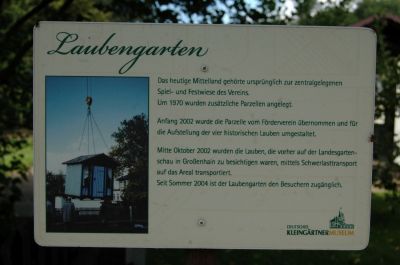 Laubengarten
Das heutige Mittelland gehörte ursprünglich zur zentralgelegenen
Spiel- und Festwiese des Vereins.
Um 1970 wurden zusätzliche Parzellen angelegt.
Anfang 2002 wurde die Parzelle vom Förderverein übernommen und für
die Aufstellung der vier historischen Lauben umgestaltet.
Mitte Oktober 2002 wurden die Lauben, die vorher auf der Landesgarten-
schau in Großenhain zu besichtigen waren, mittels Schwerlasttransport
auf das Areal transportiert.
Seit Sommer 2004 ist der Laubengarten den Besuchern zugänglich.
DEUTSCHES
KLEINGÄRTNERMUSEUM